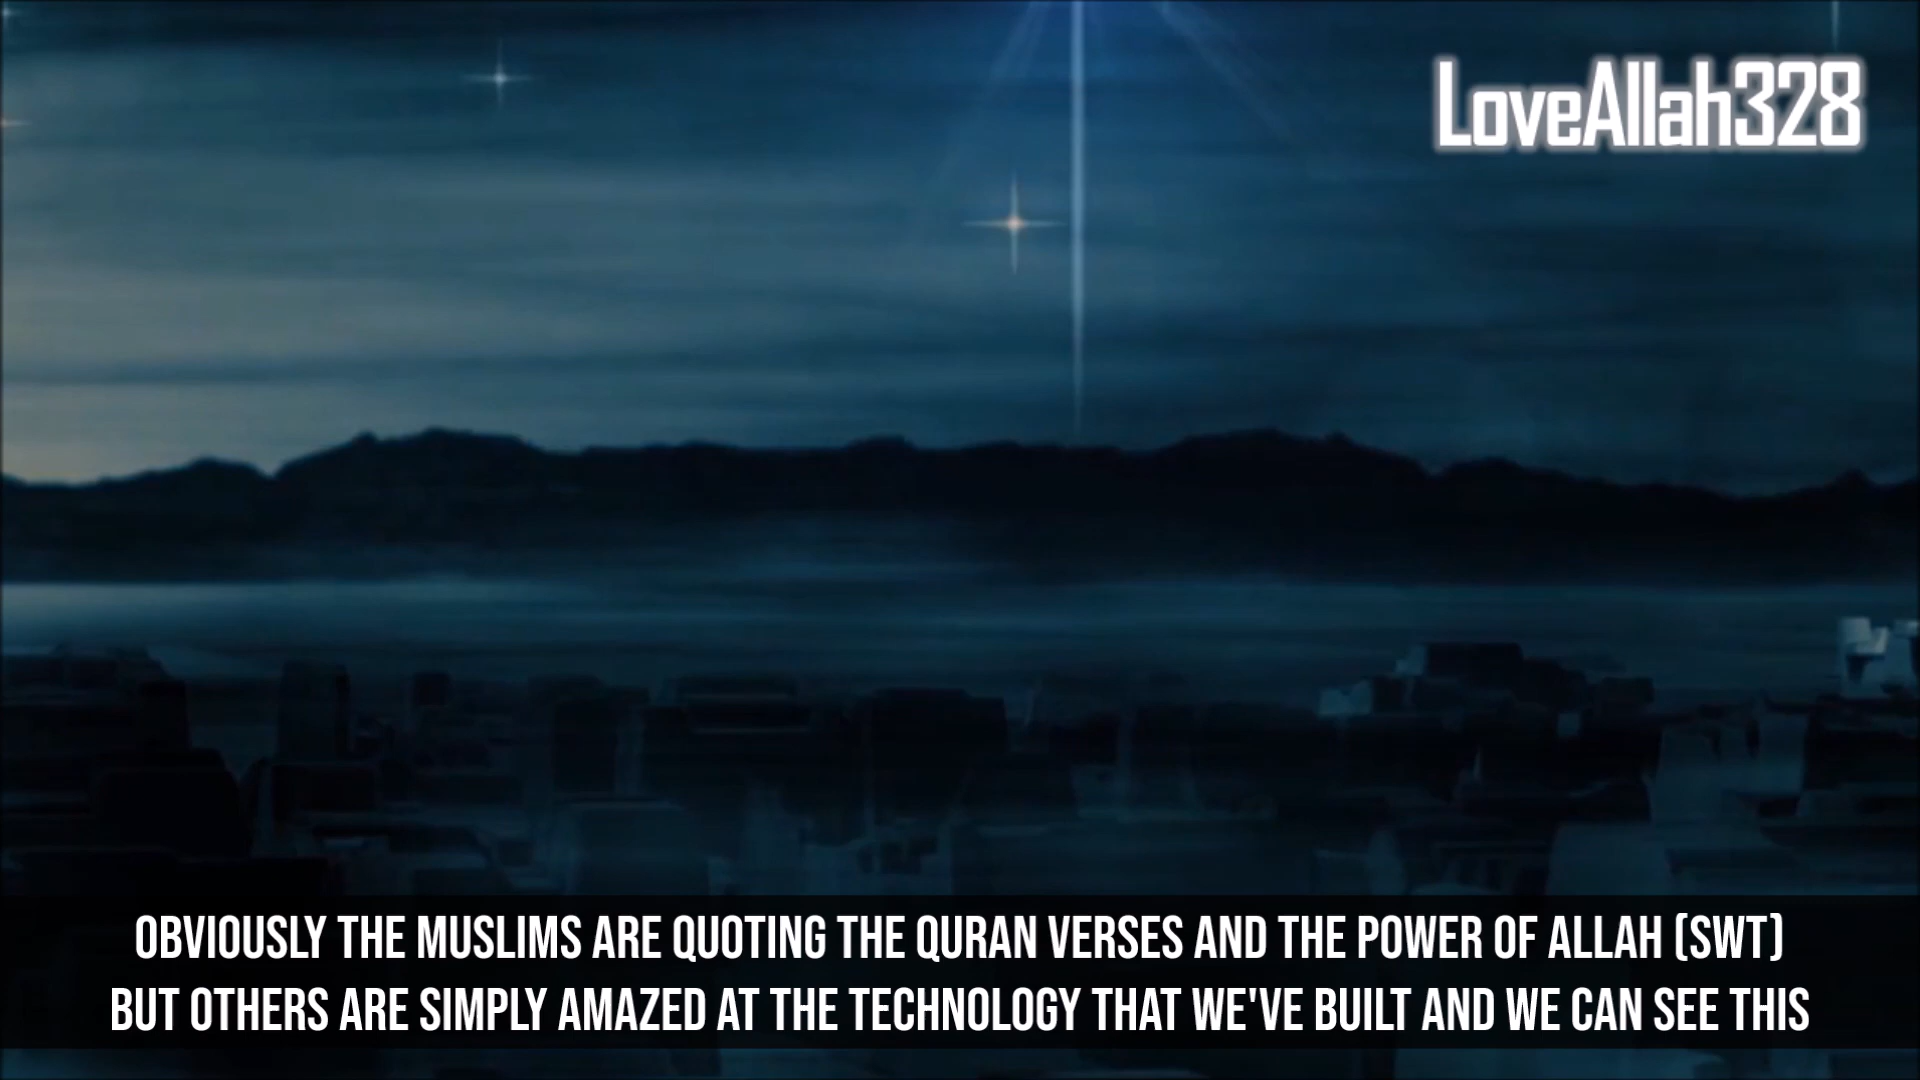 LoveAllah328
OBVIOUSLY THE MUSLIMS ARE QUOTING THE QURAN VERSES AND THE POWER OF ALLAH (SWT)
BUT OTHERS ARE SIMPLY AMAZED AT THE TECHNOLOGY THAT WE'VE BUILT AND WE CAN SEE THIS